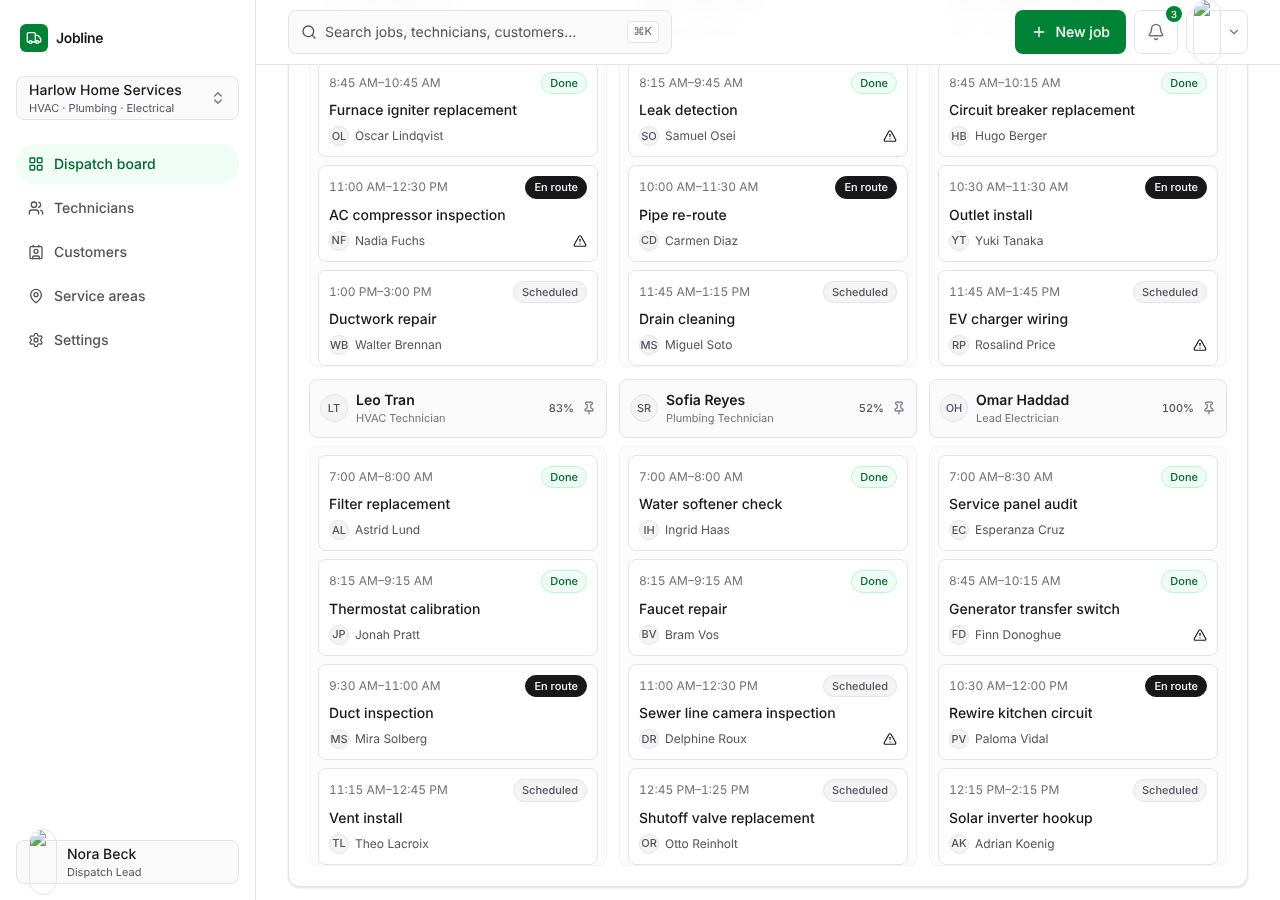 Jobline
Harlow Home Services
HVAC · Plumbing · Electrical
Dispatch board
Technicians
Customers
Service areas
Settings
Nora Beck
Dispatch Lead
Search jobs, technicians, customers...
⌘K
New job
3
8:45 AM–10:45 AM
Done
Furnace igniter replacement
OL Oscar Lindqvist
11:00 AM–12:30 PM
En route
AC compressor inspection
NF Nadia Fuchs
1:00 PM–3:00 PM
Scheduled
Ductwork repair
WB Walter Brennan
8:15 AM–9:45 AM
Done
Leak detection
SO Samuel Osei
10:00 AM–11:30 AM
En route
Pipe re-route
CD Carmen Diaz
11:45 AM–1:15 PM
Scheduled
Drain cleaning
MS Miguel Soto
8:45 AM–10:15 AM
Done
Circuit breaker replacement
HB Hugo Berger
10:30 AM–11:30 AM
En route
Outlet install
YT Yuki Tanaka
11:45 AM–1:45 PM
Scheduled
EV charger wiring
RP Rosalind Price
LT
Leo Tran
HVAC Technician
83%
7:00 AM–8:00 AM
Done
Filter replacement
AL Astrid Lund
8:15 AM–9:15 AM
Done
Thermostat calibration
JP Jonah Pratt
9:30 AM–11:00 AM
En route
Duct inspection
MS Mira Solberg
11:15 AM–12:45 PM
Scheduled
Vent install
TL Theo Lacroix
SR
Sofia Reyes
Plumbing Technician
52%
7:00 AM–8:00 AM
Done
Water softener check
IH Ingrid Haas
8:15 AM–9:15 AM
Done
Faucet repair
BV Bram Vos
11:00 AM–12:30 PM
Scheduled
Sewer line camera inspection
DR Delphine Roux
12:45 PM–1:25 PM
Scheduled
Shutoff valve replacement
OR Otto Reinholt
OH
Omar Haddad
Lead Electrician
100%
7:00 AM–8:30 AM
Done
Service panel audit
EC Esperanza Cruz
8:45 AM–10:15 AM
Done
Generator transfer switch
FD Finn Donoghue
10:30 AM–12:00 PM
En route
Rewire kitchen circuit
PV Paloma Vidal
12:15 PM–2:15 PM
Scheduled
Solar inverter hookup
AK Adrian Koenig